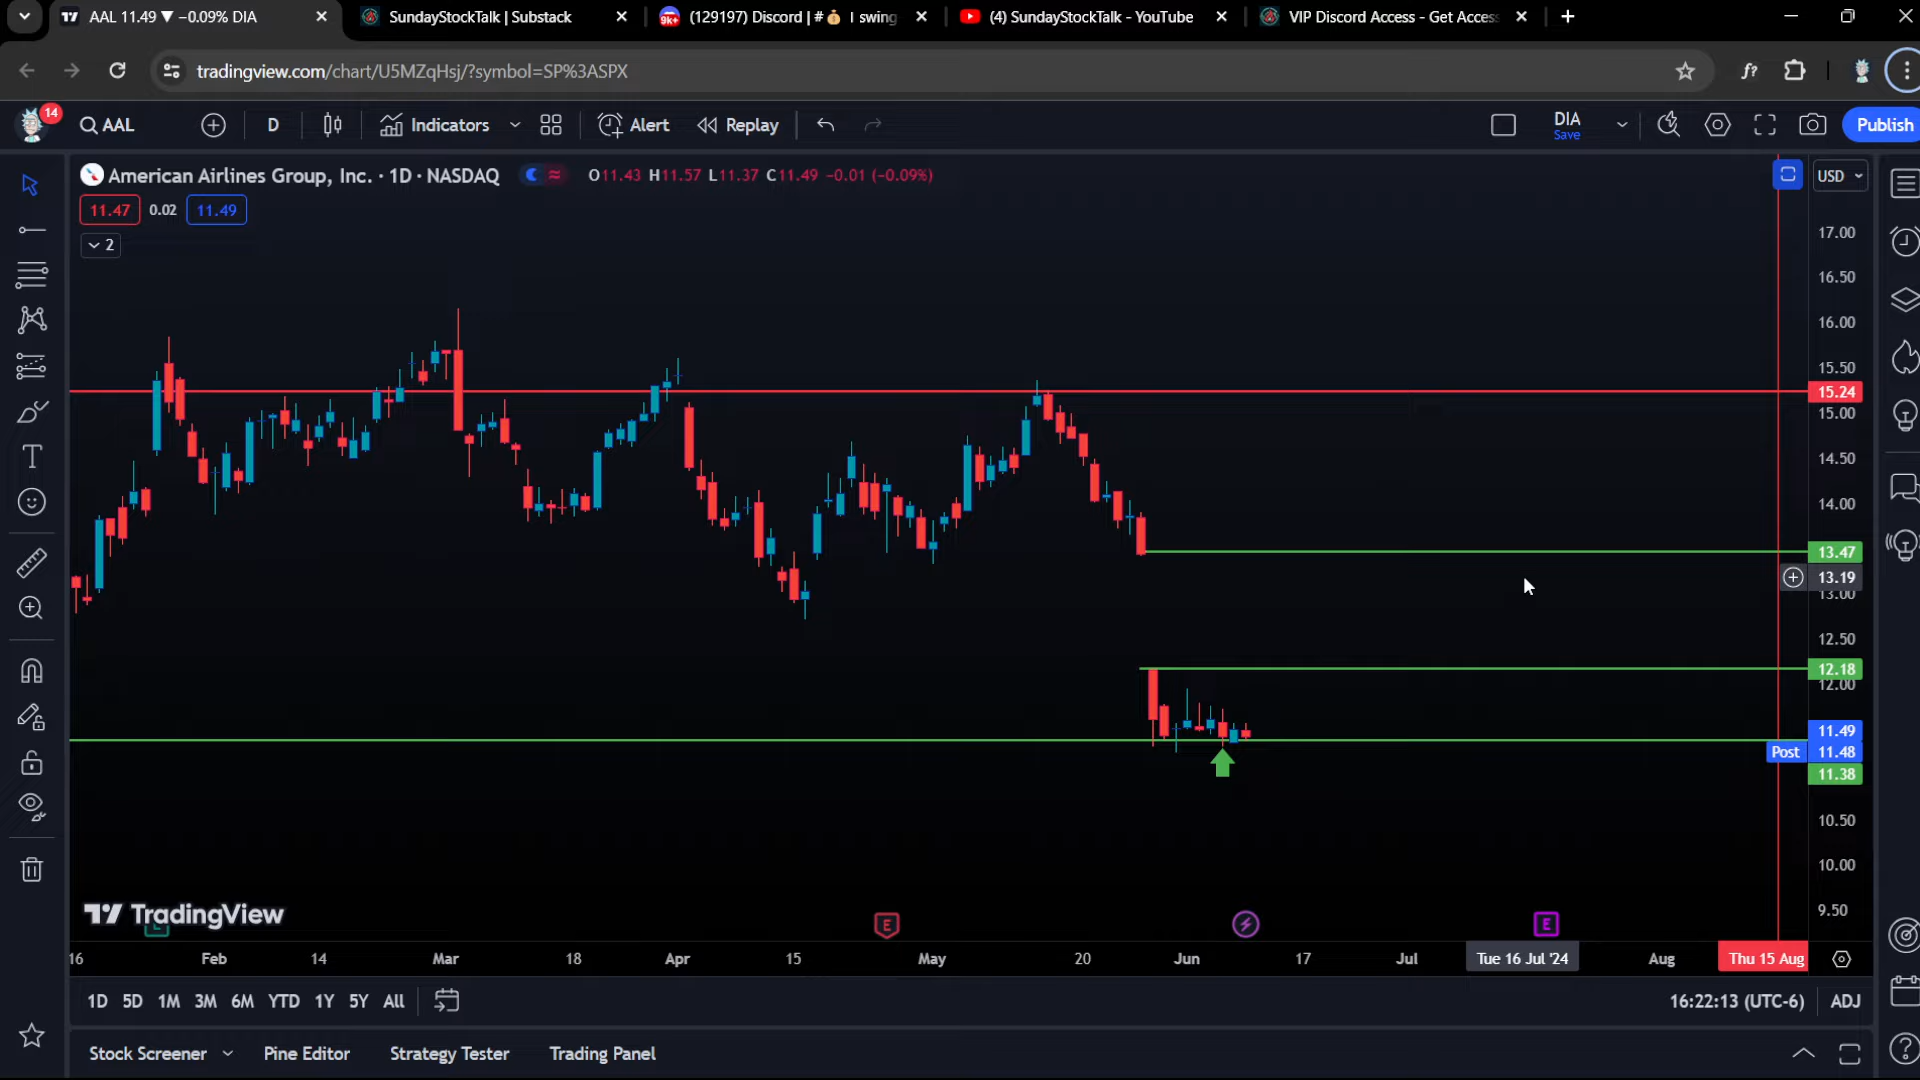 AAL 11.49 ▼ −0.09% DIA
SundayStockTalk | Substack
9k+
(129197) Discord | # 💰 I swing
(4) SundayStockTalk - YouTube
VIP Discord Access - Get Access
tradingview.com/chart/U5MZqHsj/?symbol=SP%3ASPX
f?
14
AAL
D
Indicators
Alert
Replay
DIA
Save
Publish
American Airlines Group, Inc. · 1D · NASDAQ
O11.43 H11.57 L11.37 C11.49 −0.01 (−0.09%)
USD
11.47
0.02
11.49
2
17.00
16.50
16.00
15.50
15.24
15.00
14.50
14.00
13.47
13.19
13.00
12.50
12.18
12.00
11.49
Post 11.48
11.38
10.50
10.00
9.50
TradingView
E
E
E
16
Feb
14
Mar
18
Apr
15
May
20
Jun
17
Jul
Tue 16 Jul '24
Aug
Thu 15 Aug
1D
5D
1M
3M
6M
YTD
1Y
5Y
All
16:22:13 (UTC-6)
ADJ
Stock Screener
Pine Editor
Strategy Tester
Trading Panel